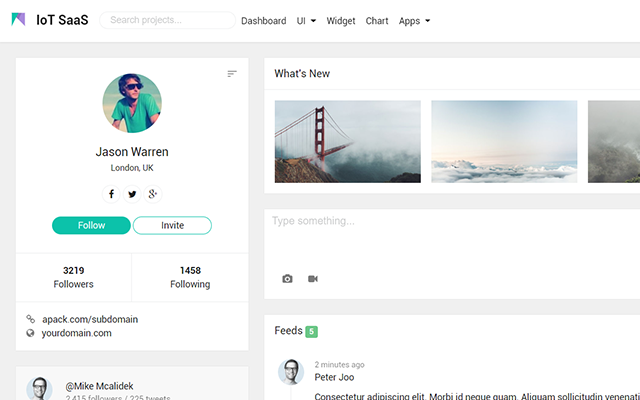 IoT SaaS
Search projects...
Dashboard
UI
Widget
Chart
Apps
Jason Warren
London, UK
Follow
Invite
3219
Followers
1458
Following
apack.com/subdomain
yourdomain.com
@Mike Mcalidek
2,415 followers / 225 tweets
What's New
Type something...
Feeds 5
2 minutes ago
Peter Joo
Consectetur adipiscing elit. Morbi id neque quam. Aliquam sollicitudin venenati